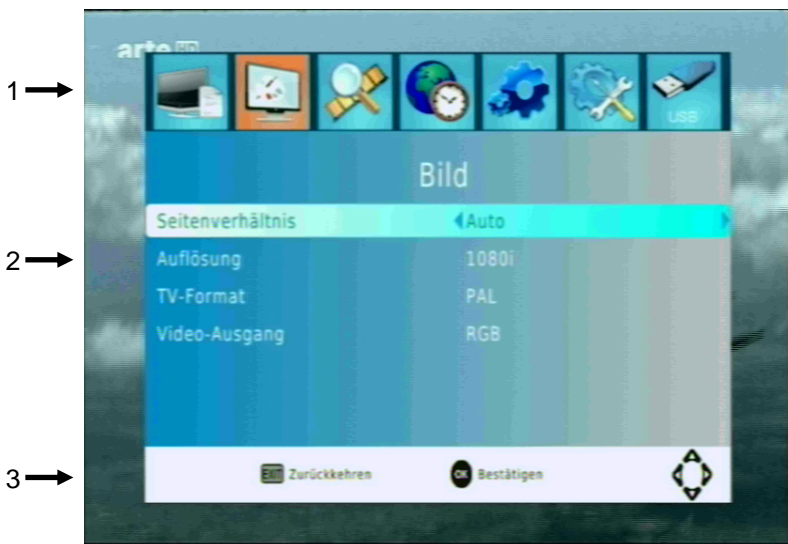 arte HD
1
USB
Bild
Seitenverhältnis Auto
2
Auflösung 1080i
TV-Format PAL
Video-Ausgang RGB
3
EXIT Zurückkehren OK Bestätigen